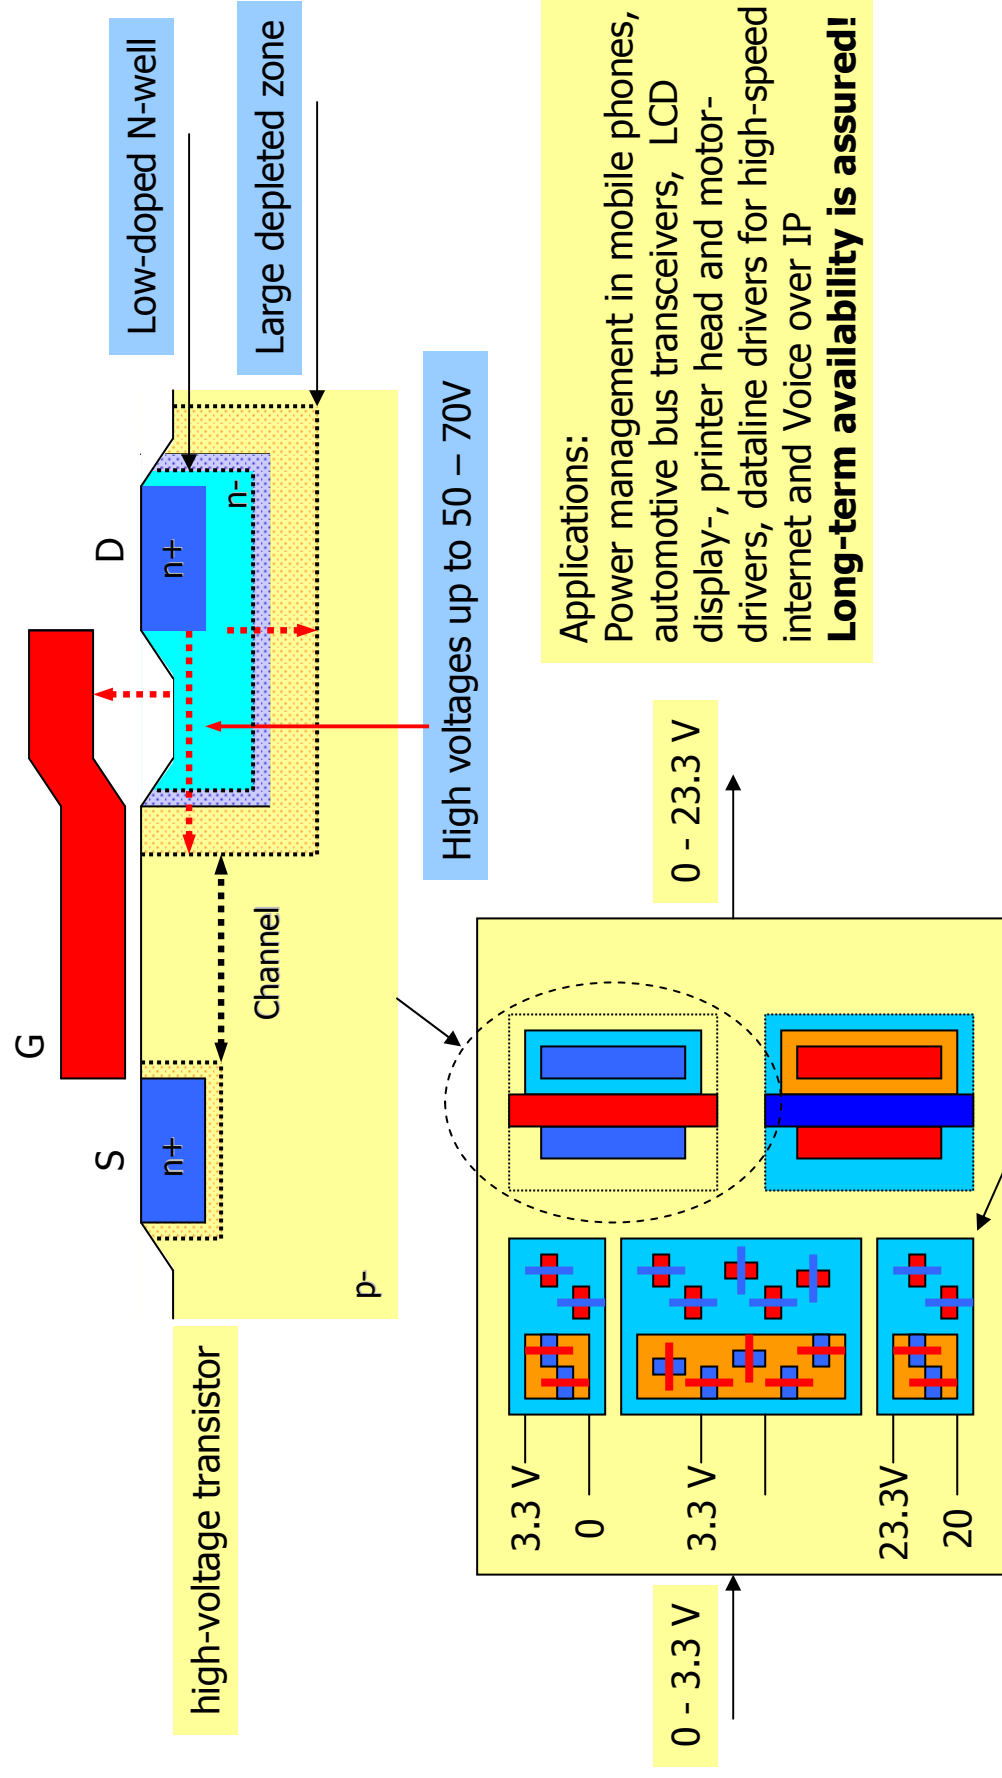 high-voltage transistor
G
S
D
n+
n+
n-
p-
Channel
Low-doped N-well
Large depleted zone
High voltages up to 50 – 70V
0 - 3.3 V
3.3 V
0
3.3 V
23.3V
20
0 - 23.3 V
Applications:
Power management in mobile phones,
automotive bus transceivers, LCD
display-, printer head and motor-
drivers, dataline drivers for high-speed
internet and Voice over IP
Long-term availability is assured!